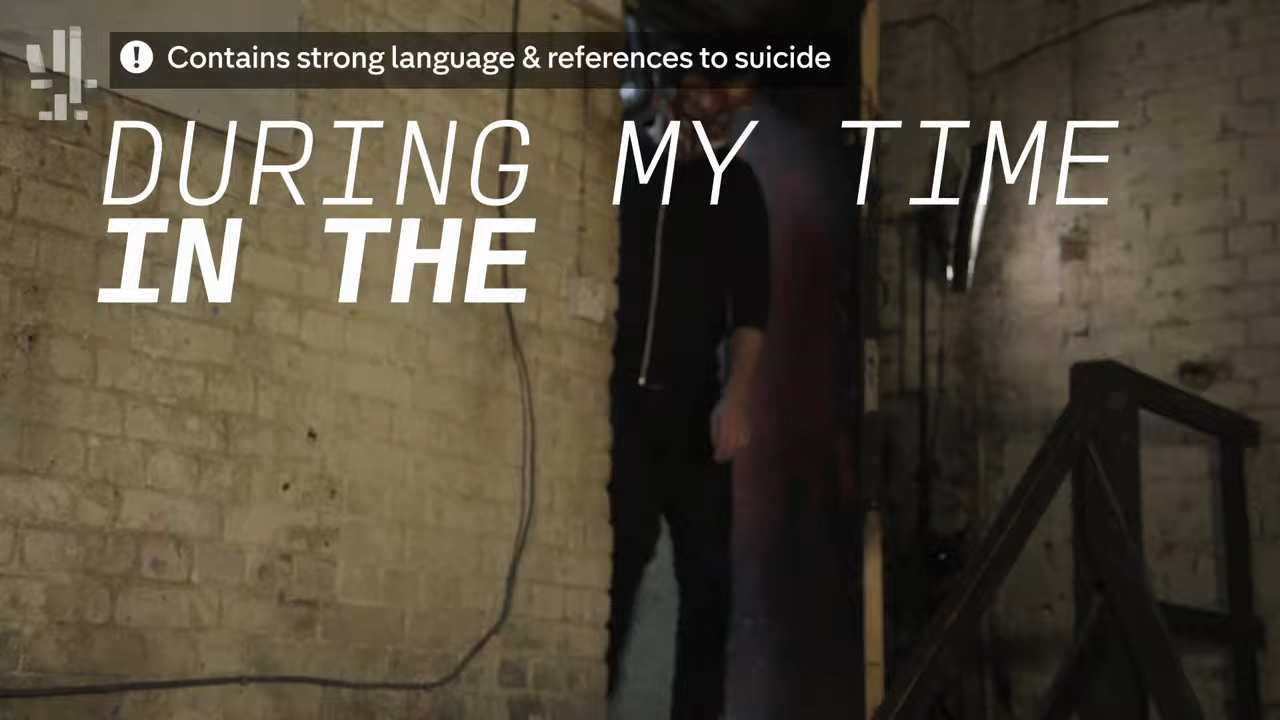 Contains strong language & references to suicide
DURING MY TIME
IN THE